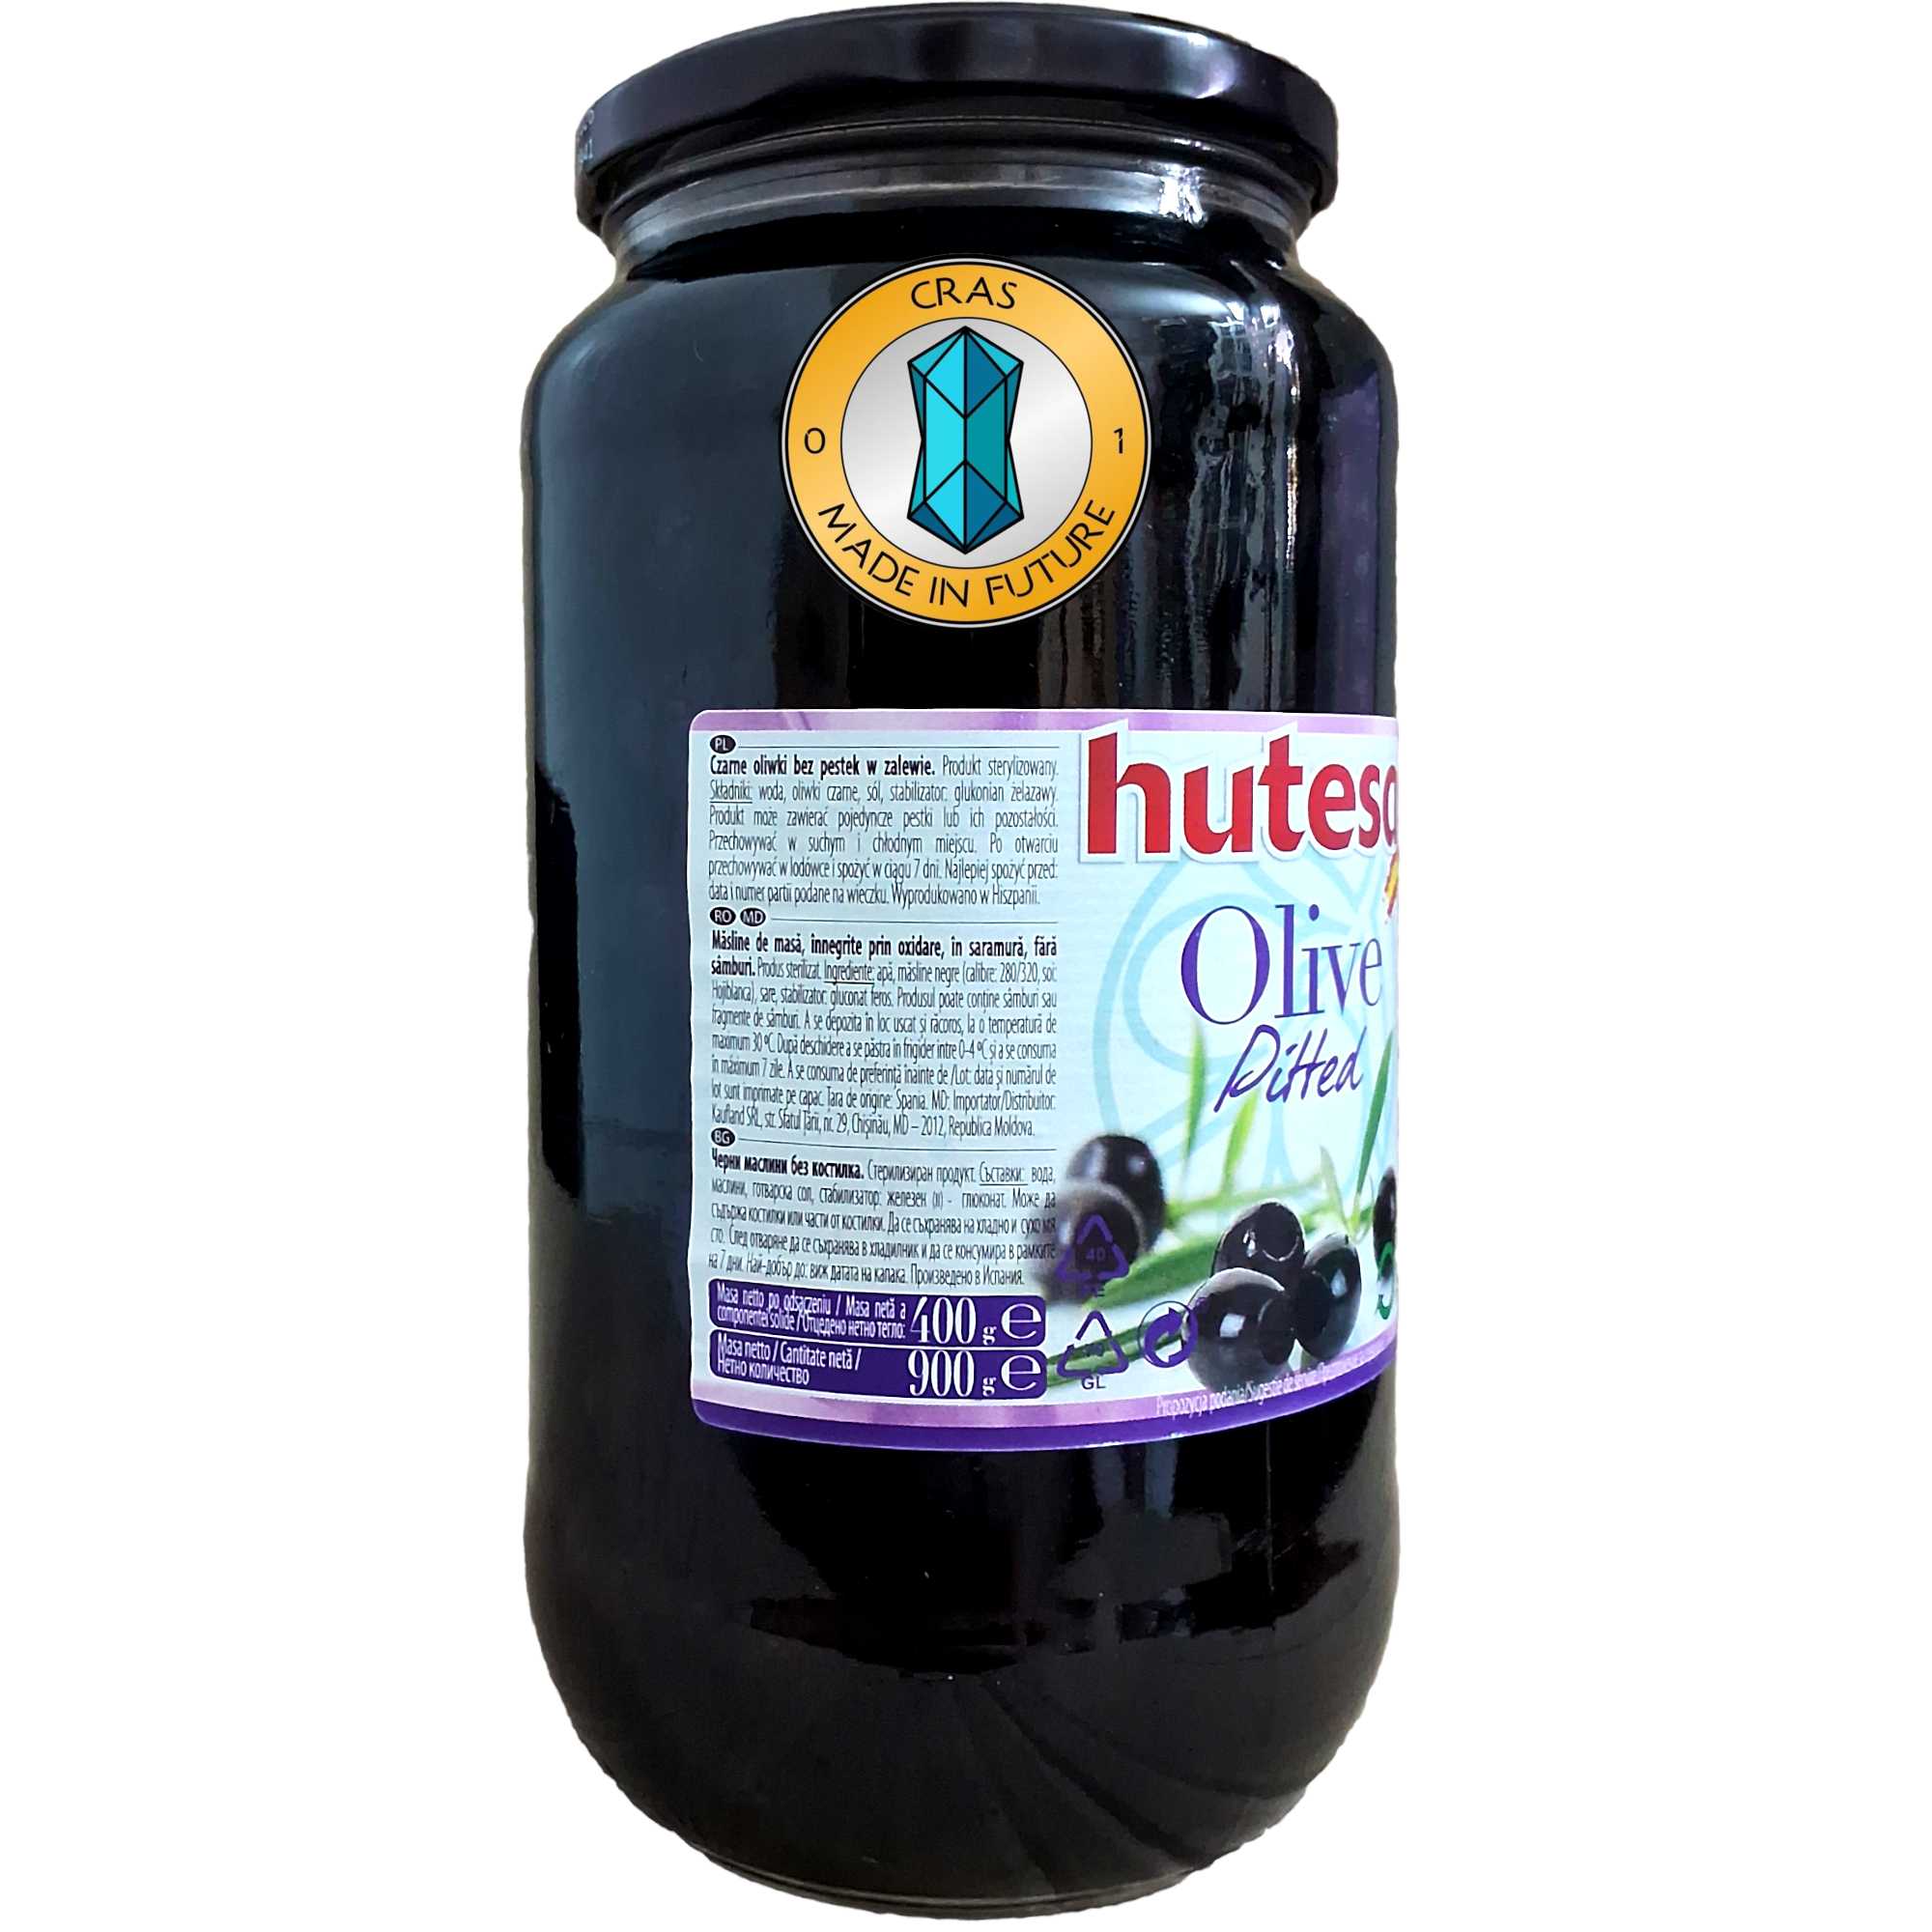 CRAS
0 1
MADE IN FUTURE
PL
Czarne oliwki bez pestek w zalewie. Produkt sterylizowany.
Składniki: woda, oliwki czarne, sól, stabilizator: glukonian żelazawy.
Produkt może zawierać pojedyncze pestki lub ich pozostałości.
Przechowywać w suchym i chłodnym miejscu. Po otwarciu
przechowywać w lodówce i spożyć w ciągu 7 dni. Najlepiej spożyć przed:
data i numer partii podane na wieczku. Wyprodukowano w Hiszpanii.
RO MD
Măsline de masă, înnegrite prin oxidare, în saramură, fără
sâmburi. Produs sterilizat. Ingrediente: apă, măsline negre (calibre: 280/320, soi:
Hojiblanca), sare, stabilizator: gluconat feros. Produsul poate conține sâmburi sau
fragmente de sâmburi. A se depozita în loc uscat și răcoros, la o temperatură de
maximum 30 °C. După deschidere a se păstra în frigider între 0-4 °C și a se consuma
în maximum 7 zile. A se consuma de preferință înainte de /Lot: data și numărul de
lot sunt imprimate pe capac. Țara de origine: Spania. MD: Importator/Distribuitor:
Kaufland SRL, str. Sfatul Țării, nr. 29, Chișinău, MD – 2012, Republica Moldova.
BG
Черни маслини без костилка. Стерилизиран продукт. Съставки: вода,
маслини, готварска сол, стабилизатор: железен (II) - глюконат. Може да
съдържа костилки или части от костилки. Да се съхранява на хладно и сухо мя
сто. След отваряне да се съхранява в хладилник и да се консумира в рамките
на 7 дни. Най-добър до: виж датата на капака. Произведено в Испания.
Masa netto po odsączeniu / Masa netă a
componentei solide / Отцедено нетно тегло: 400 g e
Masa netto / Cantitate netă /
Нетно количество 900 g e
hutesa
Olive
Pitted
40
GL
Propozycja podania/Sugestie de servire/